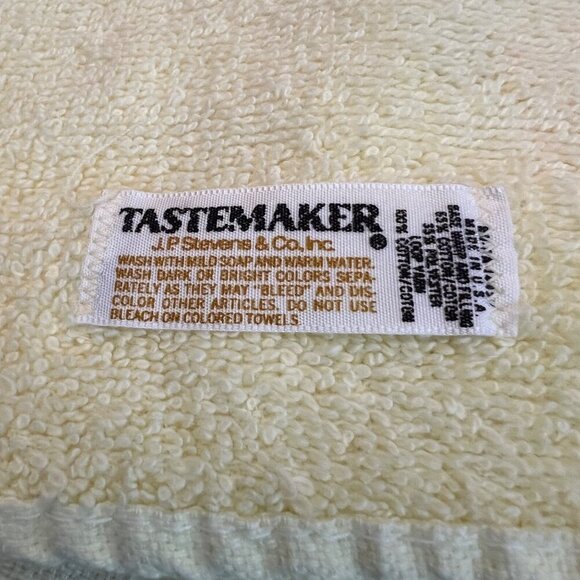 TASTEMAKER®
J.P. Stevens & Co. Inc.
WASH WITH MILD SOAP AND WARM WATER.
WASH DARK OR BRIGHT COLORS SEPA-
RATELY AS THEY MAY "BLEED" AND DIS-
COLOR OTHER ARTICLES. DO NOT USE
BLEACH ON COLORED TOWELS
MADE IN U.S.A.
BASE WARP AND FILLING
65% COTTON/COTON
35% POLYESTER
LOOP YARN
100% COTTON/COTON